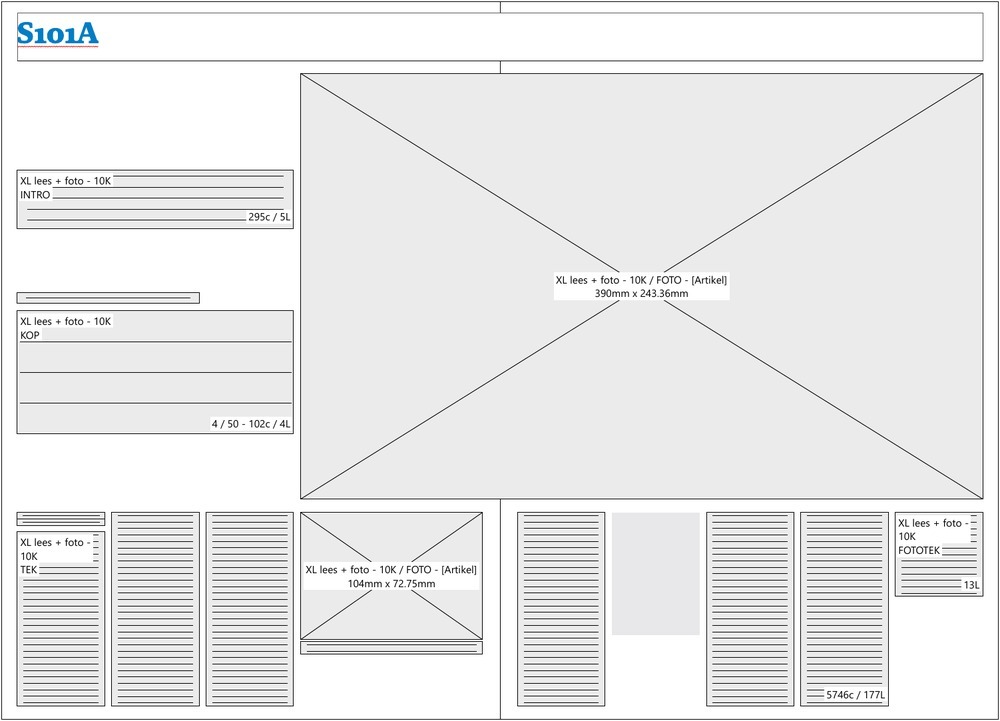 S101A
XL lees + foto - 10K
INTRO
295c / 5L
XL lees + foto - 10K / FOTO - [Artikel]
390mm x 243.36mm
XL lees + foto - 10K
KOP
4 / 50 - 102c / 4L
XL lees + foto -
10K
TEK
XL lees + foto - 10K / FOTO - [Artikel]
104mm x 72.75mm
5746c / 177L
XL lees + foto -
10K
FOTOTEK
13L